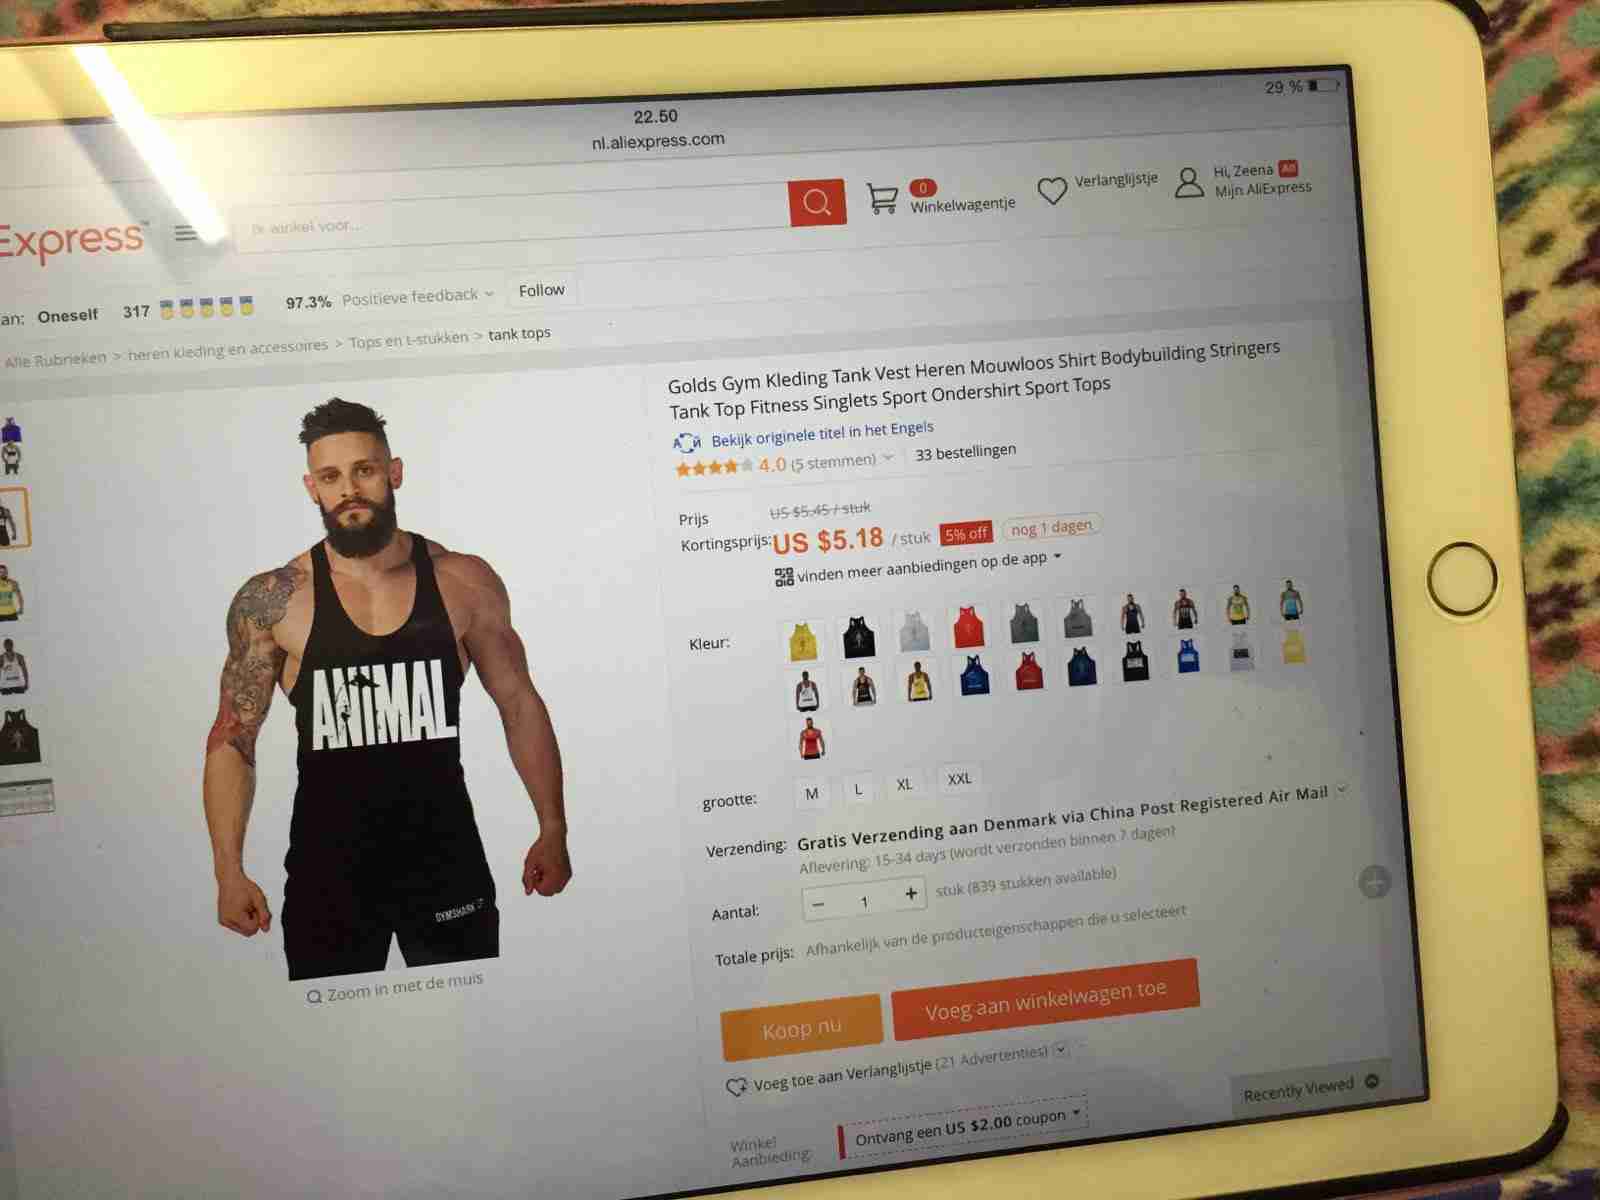 22.50
29 %
nl.aliexpress.com
Express™
Ik winkel voor...
0
Winkelwagentje
Verlanglijstje
Hi, Zeena
Mijn AliExpress
an: Oneself 317 97.3% Positieve feedback Follow
Alle Rubrieken > heren kleding en accessoires > Tops en t-stukken > tank tops
Golds Gym Kleding Tank Vest Heren Mouwloos Shirt Bodybuilding Stringers
Tank Top Fitness Singlets Sport Ondershirt Sport Tops
Bekijk originele titel in het Engels
4.0 (5 stemmen) 33 bestellingen
Prijs US $5.45 / stuk
Kortingsprijs: US $5.18 / stuk 5% off nog 1 dagen
vinden meer aanbiedingen op de app
Kleur:
ANIMAL
GYMSHARK
Zoom in met de muis
grootte: M L XL XXL
Verzending: Gratis Verzending aan Denmark via China Post Registered Air Mail
Aflevering: 15-34 days (wordt verzonden binnen 7 dagen)
Aantal: − 1 + stuk (839 stukken available)
Totale prijs: Afhankelijk van de producteigenschappen die u selecteert
Koop nu Voeg aan winkelwagen toe
Voeg toe aan Verlanglijstje (21 Advertenties)
Recently Viewed
Winkel
Aanbieding:
Ontvang een US $2.00 coupon